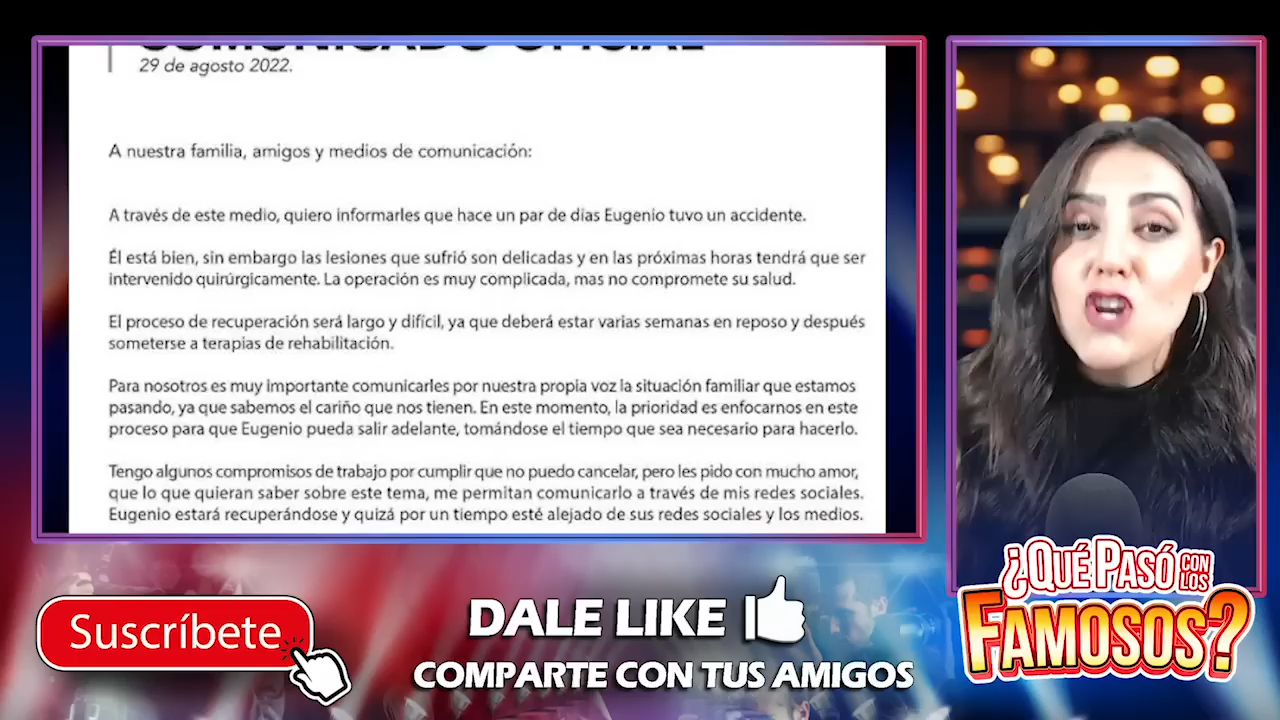 COMUNICADO OFICIAL
29 de agosto 2022.
A nuestra familia, amigos y medios de comunicación:
A través de este medio, quiero informarles que hace un par de días Eugenio tuvo un accidente.
Él está bien, sin embargo las lesiones que sufrió son delicadas y en las próximas horas tendrá que ser
intervenido quirúrgicamente. La operación es muy complicada, mas no compromete su salud.
El proceso de recuperación será largo y difícil, ya que deberá estar varias semanas en reposo y después
someterse a terapias de rehabilitación.
Para nosotros es muy importante comunicarles por nuestra propia voz la situación familiar que estamos
pasando, ya que sabemos el cariño que nos tienen. En este momento, la prioridad es enfocarnos en este
proceso para que Eugenio pueda salir adelante, tomándose el tiempo que sea necesario para hacerlo.
Tengo algunos compromisos de trabajo por cumplir que no puedo cancelar, pero les pido con mucho amor,
que lo que quieran saber sobre este tema, me permitan comunicarlo a través de mis redes sociales.
Eugenio estará recuperándose y quizá por un tiempo esté alejado de sus redes sociales y los medios.
Suscríbete
DALE LIKE
COMPARTE CON TUS AMIGOS
¿QUÉ PASÓ CON LOS
FAMOSOS?